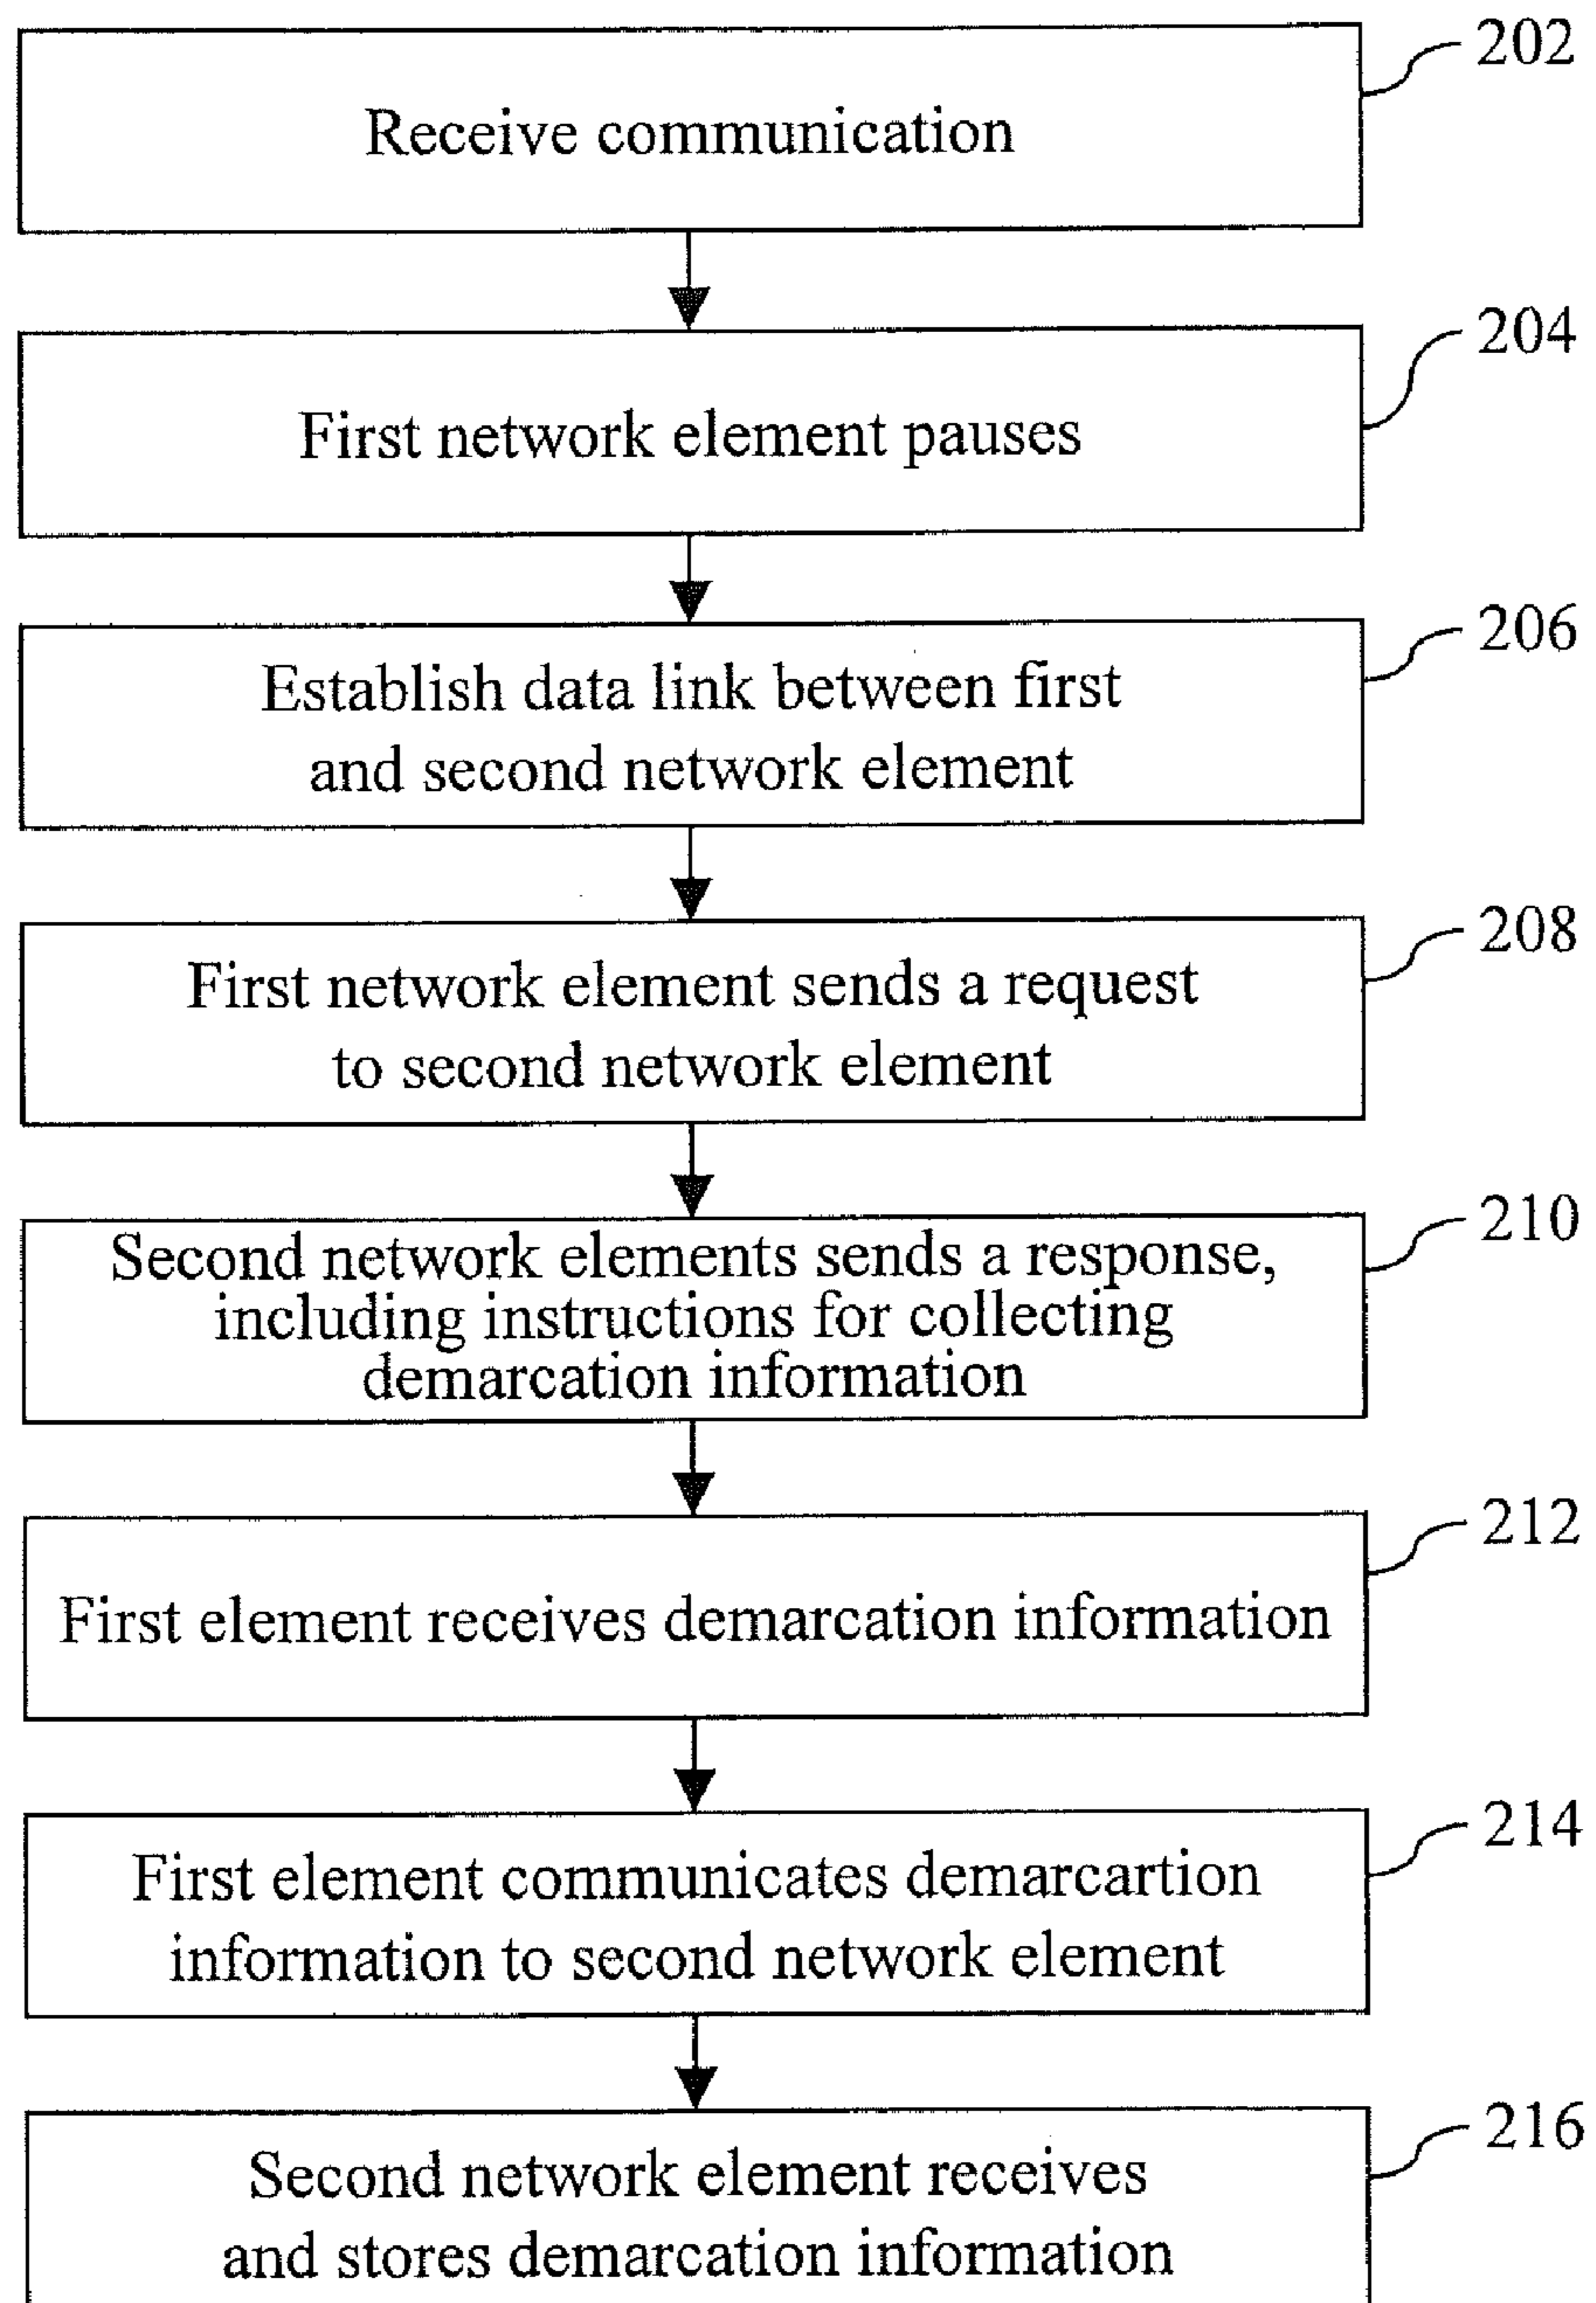 202
Receive communication
204
First network element pauses
206
Establish data link between first
and second network element
208
First network element sends a request
to second network element
210
Second network elements sends a response,
including instructions for collecting
demarcation information
212
First element receives demarcation information
214
First element communicates demarcartion
information to second network element
216
Second network element receives
and stores demarcation information